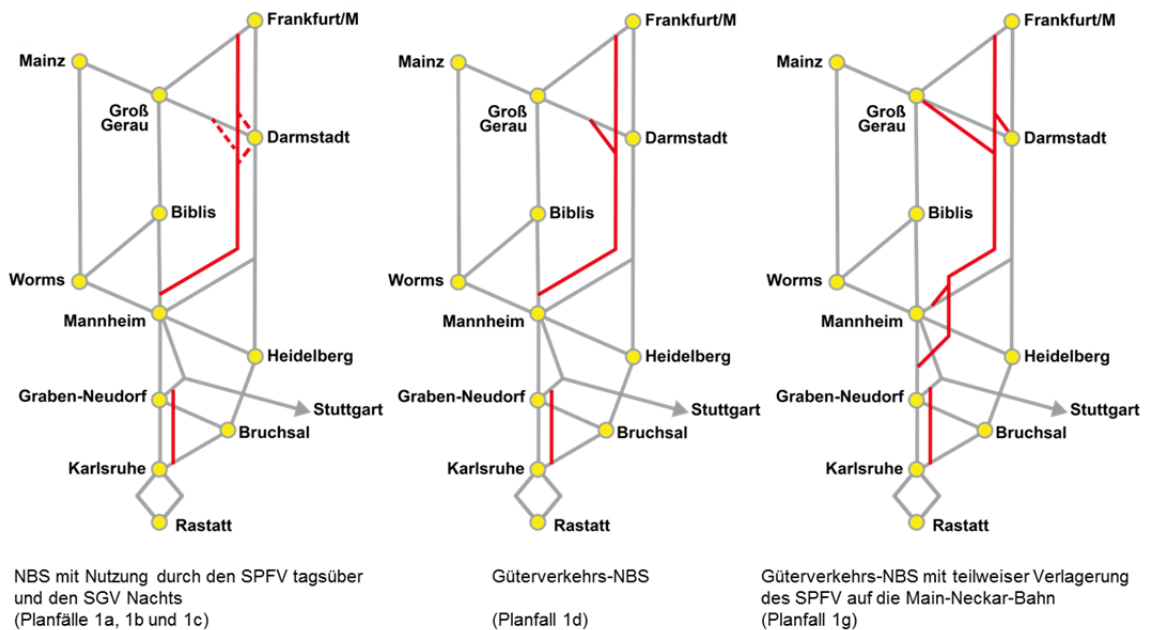 Frankfurt/M
Mainz
Groß
Gerau
Darmstadt
Biblis
Worms
Mannheim
Heidelberg
Graben-Neudorf
Stuttgart
Bruchsal
Karlsruhe
Rastatt
NBS mit Nutzung durch den SPFV tagsüber
und den SGV Nachts
(Planfälle 1a, 1b und 1c)
Frankfurt/M
Mainz
Groß
Gerau
Darmstadt
Biblis
Worms
Mannheim
Heidelberg
Graben-Neudorf
Stuttgart
Bruchsal
Karlsruhe
Rastatt
Güterverkehrs-NBS
(Planfall 1d)
Frankfurt/M
Mainz
Groß
Gerau
Darmstadt
Biblis
Worms
Mannheim
Heidelberg
Graben-Neudorf
Stuttgart
Bruchsal
Karlsruhe
Rastatt
Güterverkehrs-NBS mit teilweiser Verlagerung
des SPFV auf die Main-Neckar-Bahn
(Planfall 1g)